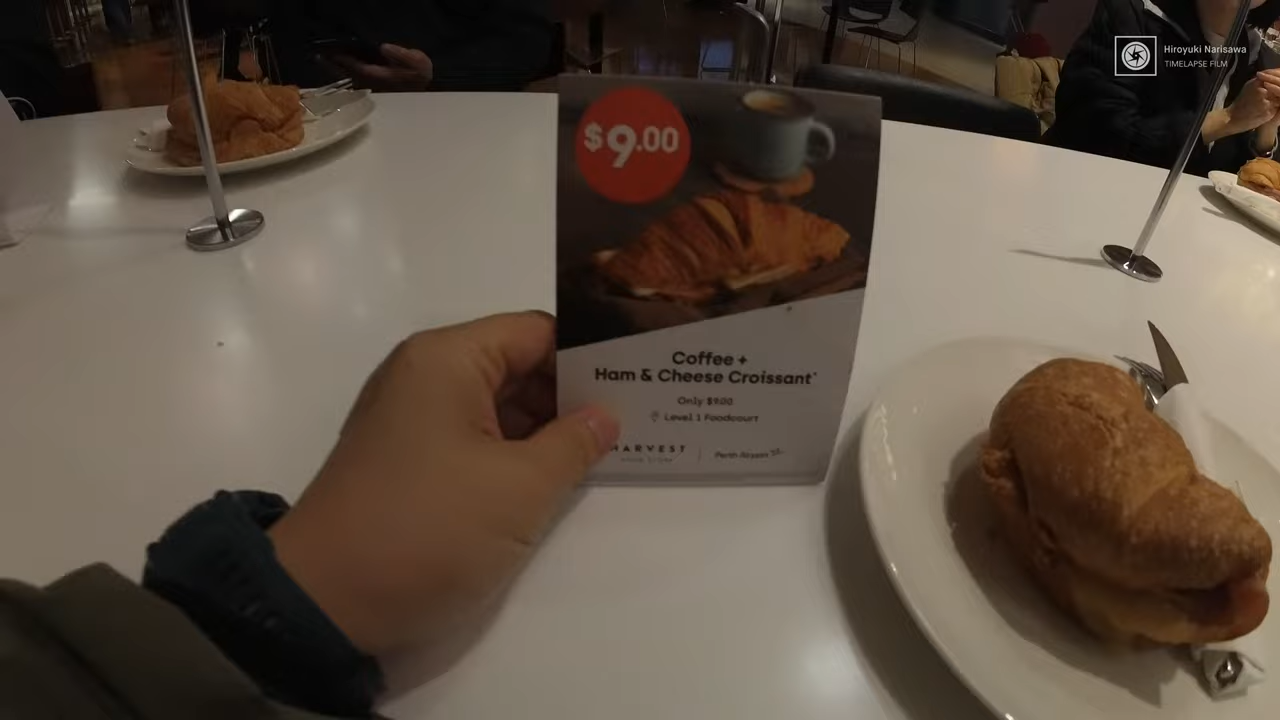 Hiroyuki Narisawa
TIMELAPSE FILM
$9.00
Coffee +
Ham & Cheese Croissant*
Only $9.00
Level 1 Foodcourt
HARVEST
Perth Airport